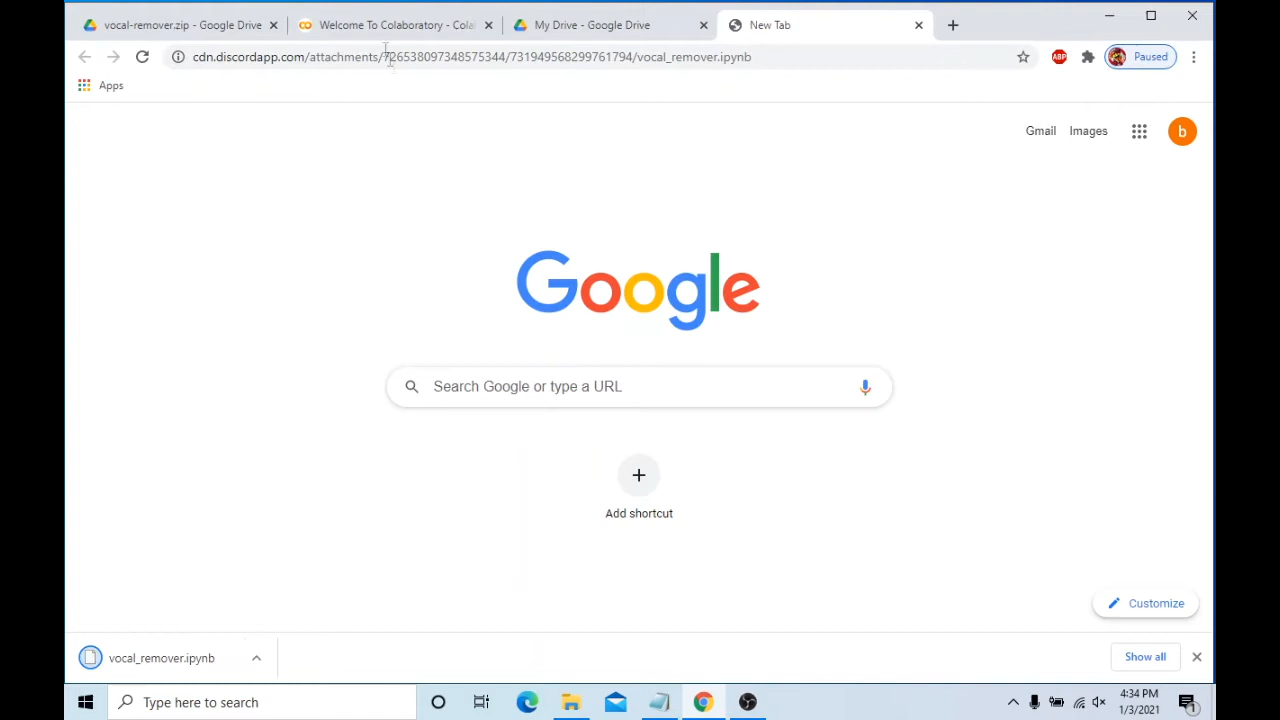 vocal-remover.zip - Google Drive
Welcome To Colaboratory - Cola
My Drive - Google Drive
New Tab
cdn.discordapp.com/attachments/726538097348575344/731949568299761794/vocal_remover.ipynb
ABP
Paused
Apps
Gmail
Images
b
Google
Search Google or type a URL
Add shortcut
Customize
vocal_remover.ipynb
Show all
Type here to search
4:34 PM
1/3/2021
1